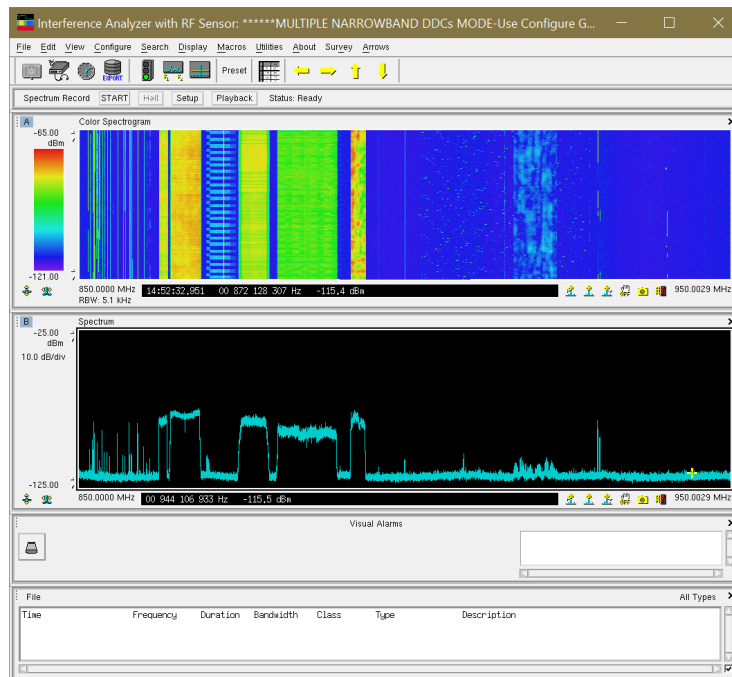 Interference Analyzer with RF Sensor: ******MULTIPLE NARROWBAND DDCs MODE-Use Configure G...
File Edit View Configure Search Display Macros Utilities About Survey Arrows
EXPORT Preset
Spectrum Record START Halt Setup Playback Status: Ready
A Color Spectrogram
-65.00
dBm
-121.00
850.0000 MHz 14:52:32.951 00 872 128 307 Hz -115.4 dBm OFF 950.0029 MHz
RBW: 5.1 kHz
B Spectrum
-25.00
dBm
10.0 dB/div
-125.00
850.0000 MHz 00 944 106 933 Hz -115.5 dBm OFF 950.0029 MHz
Visual Alarms
File All Types
Time Frequency Duration Bandwidth Class Type Description